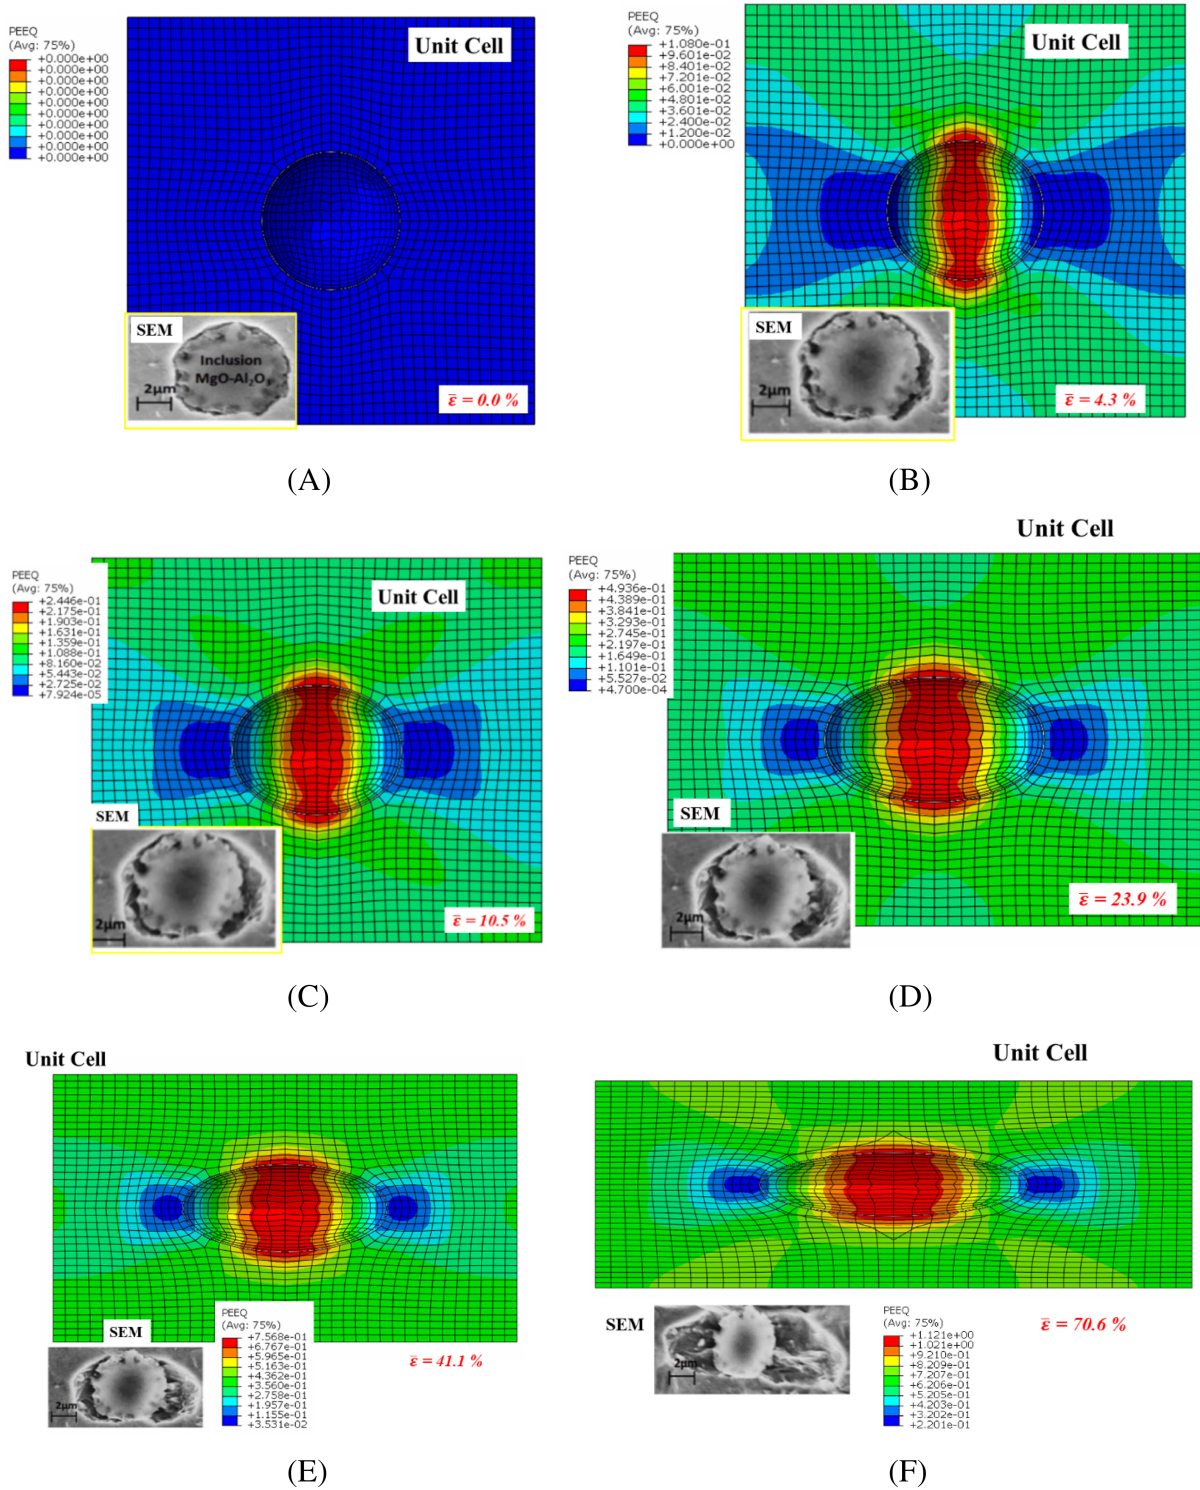 PEEQ
(Avg: 75%)
+0.000e+00
+0.000e+00
+0.000e+00
+0.000e+00
+0.000e+00
+0.000e+00
+0.000e+00
+0.000e+00
+0.000e+00
+0.000e+00
Unit Cell
SEM
Inclusion
MgO-Al₂O₃
2μm
ε̄ = 0.0 %
(A)
PEEQ
(Avg: 75%)
+1.080e-01
+9.601e-02
+8.401e-02
+7.201e-02
+6.001e-02
+4.801e-02
+3.601e-02
+2.400e-02
+1.200e-02
+0.000e+00
Unit Cell
SEM
2μm
ε̄ = 4.3 %
(B)
PEEQ
(Avg: 75%)
+2.446e-01
+2.175e-01
+1.903e-01
+1.631e-01
+1.359e-01
+1.088e-01
+8.160e-02
+5.443e-02
+2.725e-02
+7.924e-05
Unit Cell
SEM
2μm
ε̄ = 10.5 %
(C)
Unit Cell
PEEQ
(Avg: 75%)
+4.936e-01
+4.389e-01
+3.841e-01
+3.293e-01
+2.745e-01
+2.197e-01
+1.649e-01
+1.101e-01
+5.527e-02
+4.700e-04
SEM
2μm
ε̄ = 23.9 %
(D)
Unit Cell
SEM
2μm
PEEQ
(Avg: 75%)
+7.568e-01
+6.767e-01
+5.965e-01
+5.163e-01
+4.362e-01
+3.560e-01
+2.758e-01
+1.957e-01
+1.155e-01
+3.531e-02
ε̄ = 41.1 %
(E)
Unit Cell
SEM
2μm
PEEQ
(Avg: 75%)
+1.121e+00
+1.021e+00
+9.210e-01
+8.209e-01
+7.207e-01
+6.206e-01
+5.205e-01
+4.203e-01
+3.202e-01
+2.201e-01
ε̄ = 70.6 %
(F)